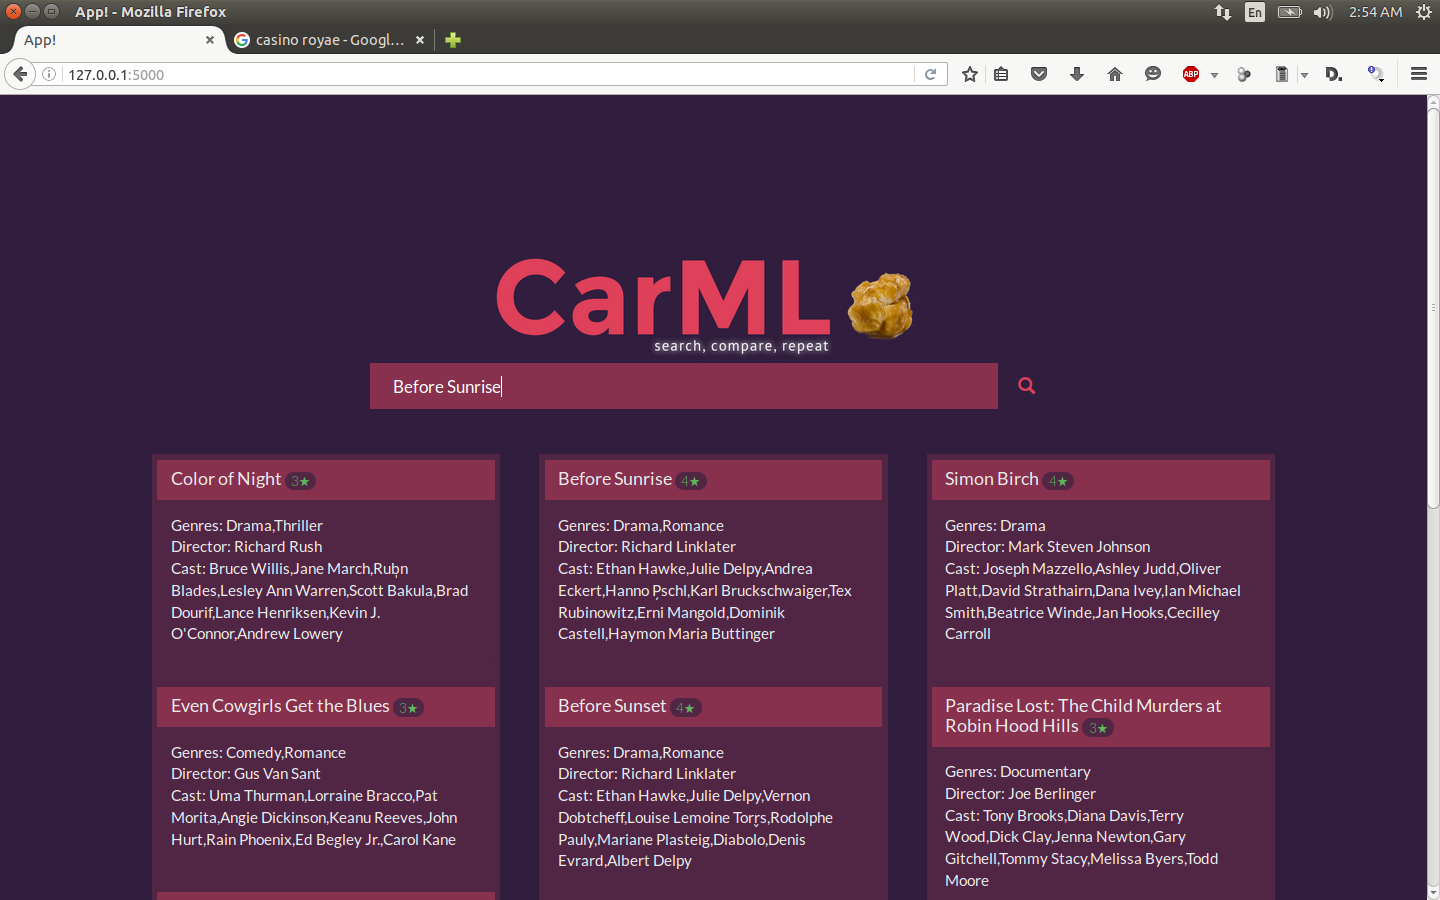 App! - Mozilla Firefox
En
2:54 AM
App!
casino royae - Googl...
127.0.0.1:5000
ABP
D.
CarML
search, compare, repeat
Before Sunrise
Color of Night 3★
Genres: Drama,Thriller
Director: Richard Rush
Cast: Bruce Willis,Jane March,Rubņ
Blades,Lesley Ann Warren,Scott Bakula,Brad
Dourif,Lance Henriksen,Kevin J.
O'Connor,Andrew Lowery
Before Sunrise 4★
Genres: Drama,Romance
Director: Richard Linklater
Cast: Ethan Hawke,Julie Delpy,Andrea
Eckert,Hanno Pșchl,Karl Bruckschwaiger,Tex
Rubinowitz,Erni Mangold,Dominik
Castell,Haymon Maria Buttinger
Simon Birch 4★
Genres: Drama
Director: Mark Steven Johnson
Cast: Joseph Mazzello,Ashley Judd,Oliver
Platt,David Strathairn,Dana Ivey,Ian Michael
Smith,Beatrice Winde,Jan Hooks,Cecilley
Carroll
Even Cowgirls Get the Blues 3★
Genres: Comedy,Romance
Director: Gus Van Sant
Cast: Uma Thurman,Lorraine Bracco,Pat
Morita,Angie Dickinson,Keanu Reeves,John
Hurt,Rain Phoenix,Ed Begley Jr.,Carol Kane
Before Sunset 4★
Genres: Drama,Romance
Director: Richard Linklater
Cast: Ethan Hawke,Julie Delpy,Vernon
Dobtcheff,Louise Lemoine Torrș,Rodolphe
Pauly,Mariane Plasteig,Diabolo,Denis
Evrard,Albert Delpy
Paradise Lost: The Child Murders at
Robin Hood Hills 3★
Genres: Documentary
Director: Joe Berlinger
Cast: Tony Brooks,Diana Davis,Terry
Wood,Dick Clay,Jenna Newton,Gary
Gitchell,Tommy Stacy,Melissa Byers,Todd
Moore